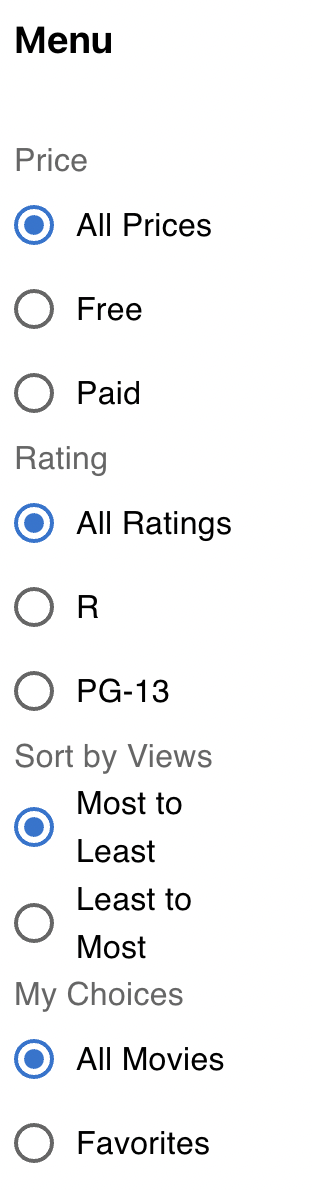 Menu
Price
All Prices
Free
Paid
Rating
All Ratings
R
PG-13
Sort by Views
Most to
Least
Least to
Most
My Choices
All Movies
Favorites